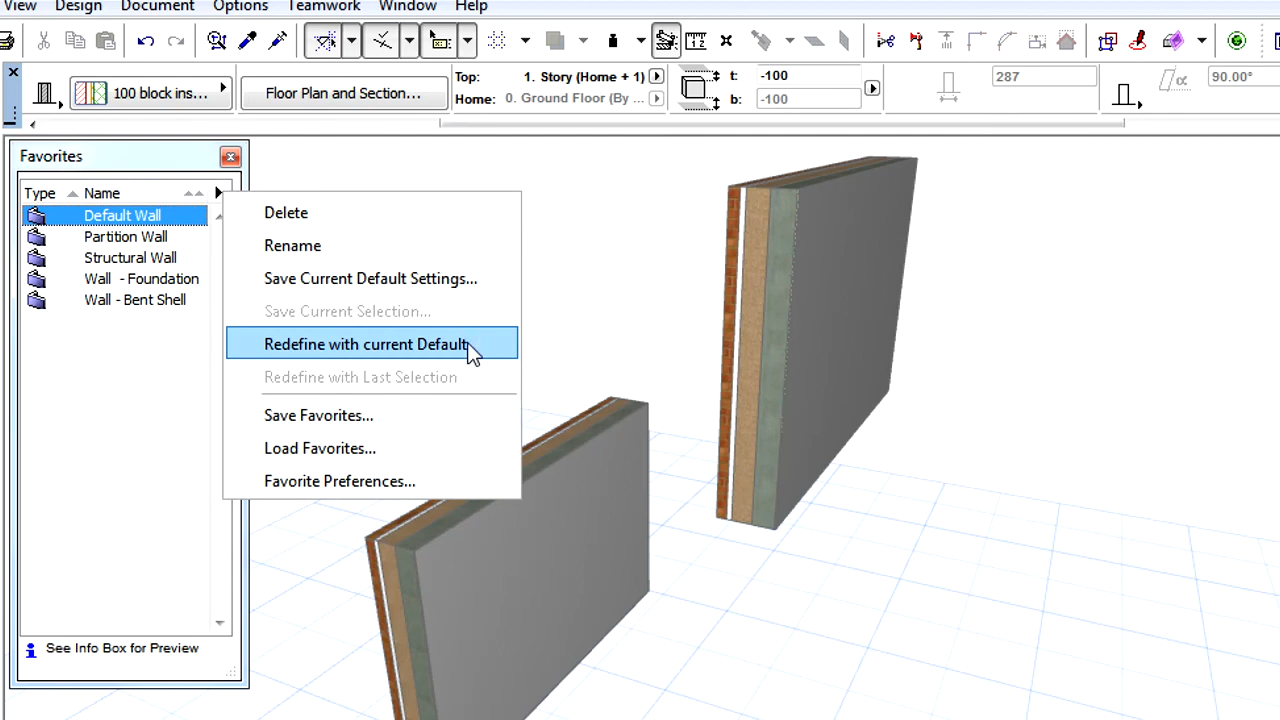 View Design Document Options Teamwork Window Help
100 block ins...
Floor Plan and Section...
Top: 1. Story (Home + 1)
Home: 0. Ground Floor (By ...
t: -100
b: -100
287
α 90.00°
Favorites
Type Name
Default Wall
Partition Wall
Structural Wall
Wall - Foundation
Wall - Bent Shell
See Info Box for Preview
Delete
Rename
Save Current Default Settings...
Save Current Selection...
Redefine with current Default
Redefine with Last Selection
Save Favorites...
Load Favorites...
Favorite Preferences...